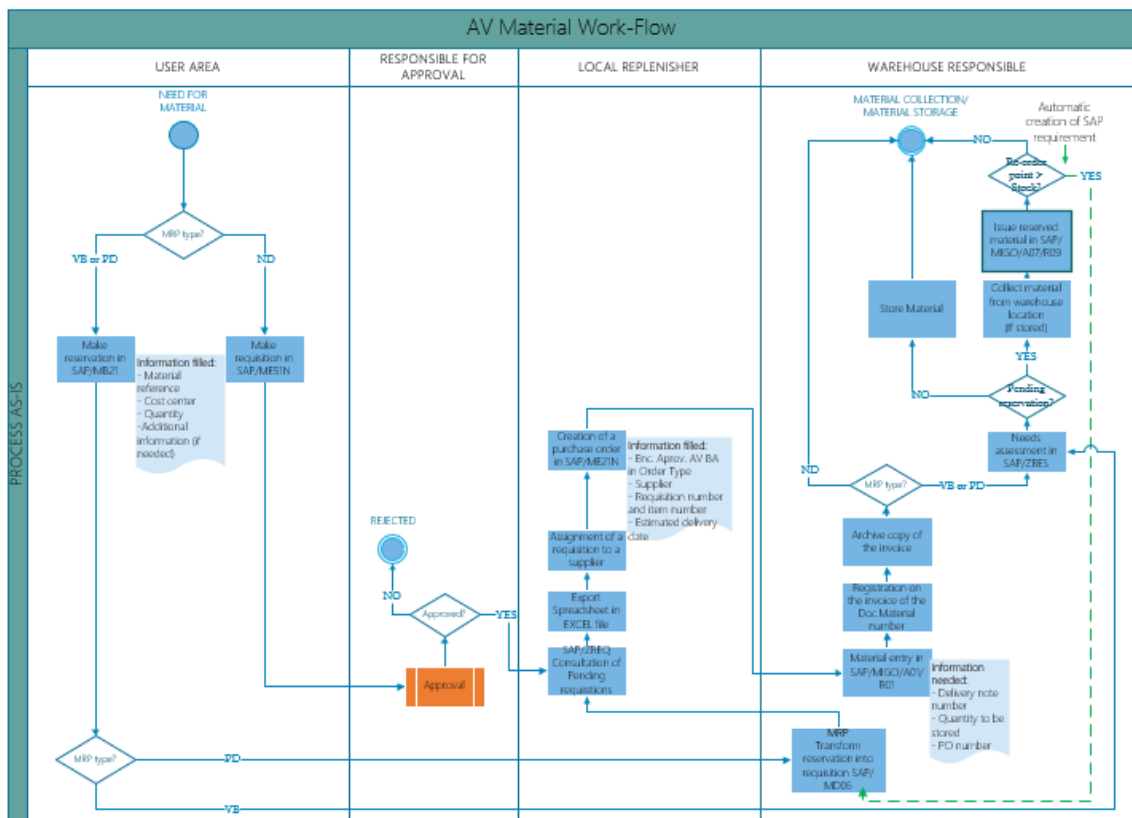 AV Material Work-Flow
PROCESS AS-IS
USER AREA
RESPONSIBLE FOR
APPROVAL
LOCAL REPLENISHER
WAREHOUSE RESPONSIBLE
NEED FOR
MATERIAL
MRP type?
VB or PD
ND
Make
reservation in
SAP/MB21
Information filled:
- Material
reference
- Cost center
- Quantity
-Additional
information (if
needed)
Make
requisition in
SAP/ME51N
MRP type?
PD
VB
REJECTED
NO
Approved?
YES
Approval
Creation of a
purchase order
in SAP/ME21N
Information filled:
- Enc. Aprov. AV BA
in Order Type
- Supplier
- Requisition number
and item number
- Estimated delivery
date
Assignment of a
requisition to a
supplier
Export
Spreadsheet in
EXCEL file
SAP/ZREQ
Consultation of
Pending
requisitions
MATERIAL COLLECTION/
MATERIAL STORAGE
Automatic
creation of SAP
requirement
NO
Re-order
point >
Stock?
YES
Issue reserved
material in SAP/
MIGO/A07/R09
Store Material
Collect material
from warehouse
location
(If stored)
YES
NO
Pending
reservation?
Needs
assessment in
SAP/ZRES
ND
MRP type?
VB or PD
Archive copy of
the invoice
Registration on
the invoice of the
Doc.Material
number
Material entry in
SAP/MIGO/A01/
R01
Information
needed:
- Delivery note
number
- Quantity to be
stored
- PO number
MRP
Transform
reservation into
requisition SAP/
MD06